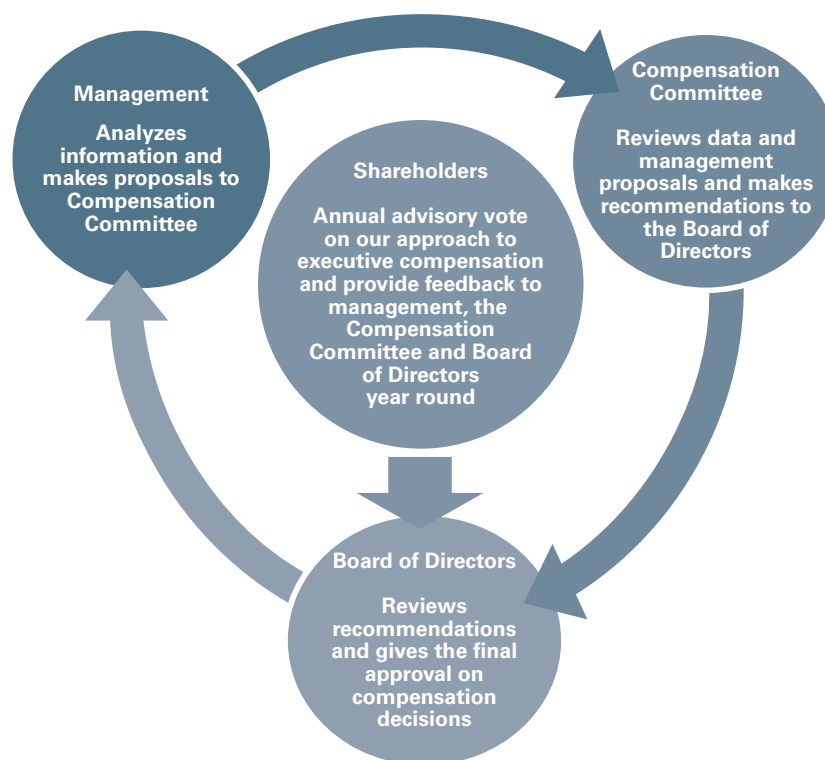 Management
Analyzes
information and
makes proposals to
Compensation
Committee
Compensation
Committee
Reviews data and
management
proposals and makes
recommendations to
the Board of
Directors
Shareholders
Annual advisory vote
on our approach to
executive compensation
and provide feedback to
management, the
Compensation
Committee and Board
of Directors
year round
Board of Directors
Reviews
recommendations
and gives the final
approval on
compensation
decisions